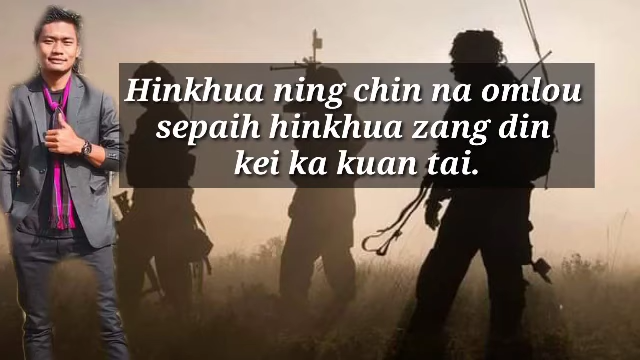 Hinkhua ning chin na omlou
sepaih hinkhua zang din
kei ka kuan tai.